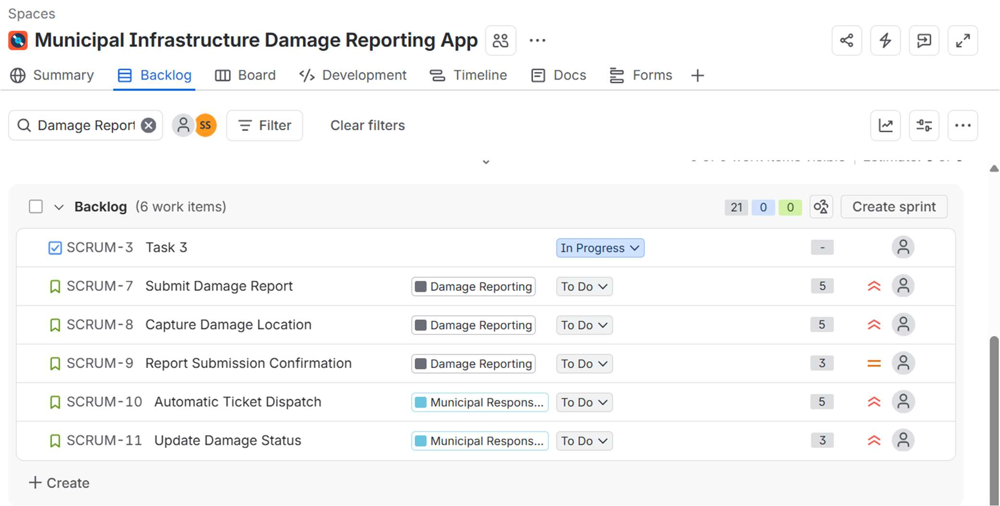 Spaces
Municipal Infrastructure Damage Reporting App
Summary Backlog Board Development Timeline Docs Forms
Damage Report SS Filter Clear filters
Backlog (6 work items) 21 0 0 Create sprint
SCRUM-3 Task 3 In Progress -
SCRUM-7 Submit Damage Report Damage Reporting To Do 5
SCRUM-8 Capture Damage Location Damage Reporting To Do 5
SCRUM-9 Report Submission Confirmation Damage Reporting To Do 3
SCRUM-10 Automatic Ticket Dispatch Municipal Respons... To Do 5
SCRUM-11 Update Damage Status Municipal Respons... To Do 3
Create